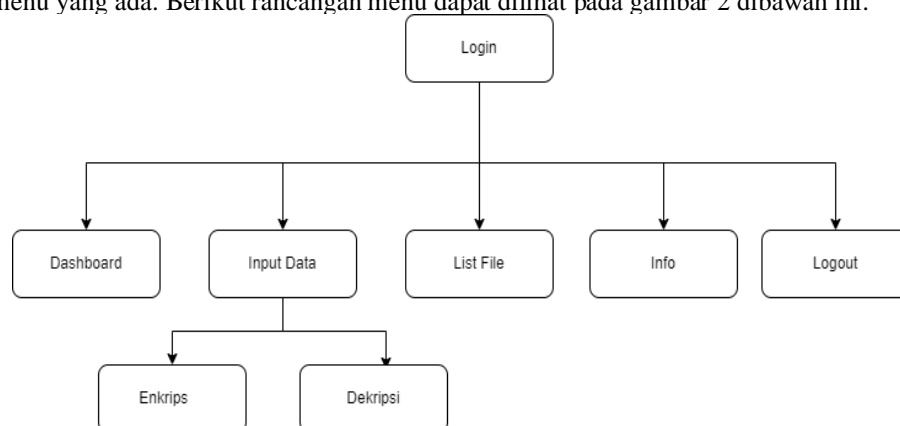 menu yang ada. Berikut rancangan menu dapat dilihat pada gambar 2 dibawah ini.
Login
Dashboard
Input Data
List File
Info
Logout
Enkrips
Dekripsi